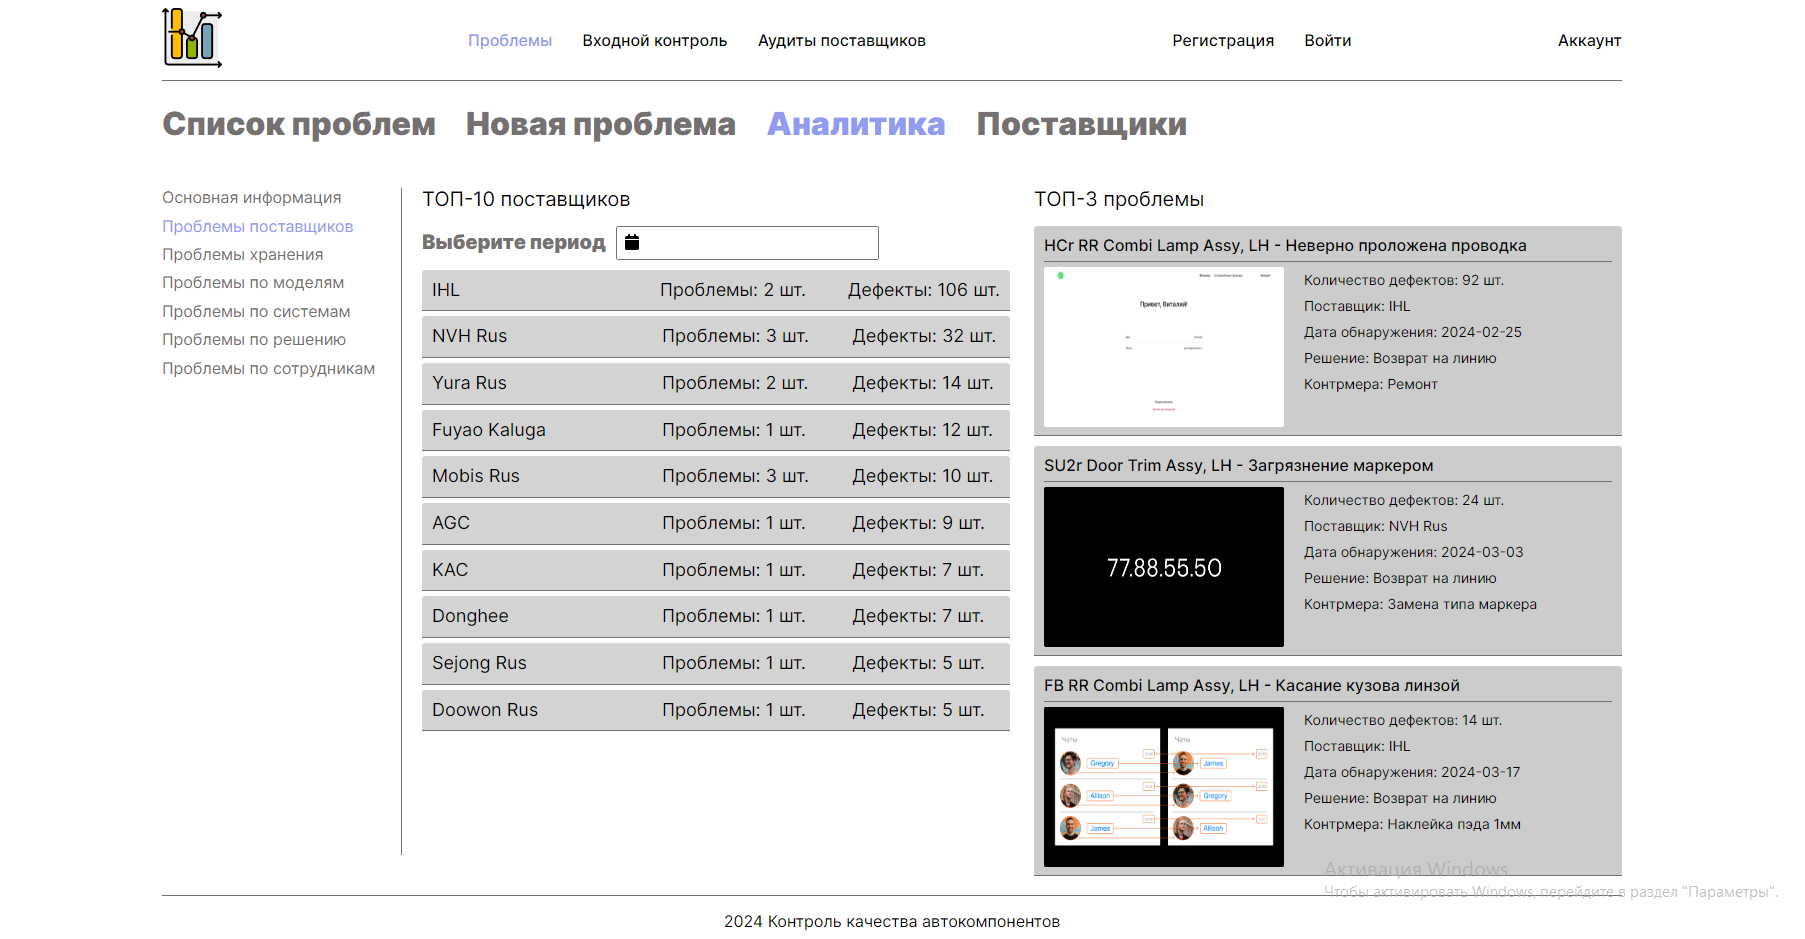 Проблемы Входной контроль Аудиты поставщиков Регистрация Войти Аккаунт
Список проблем Новая проблема Аналитика Поставщики
Основная информация
Проблемы поставщиков
Проблемы хранения
Проблемы по моделям
Проблемы по системам
Проблемы по решению
Проблемы по сотрудникам
ТОП-10 поставщиков
Выберите период
IHL Проблемы: 2 шт. Дефекты: 106 шт.
NVH Rus Проблемы: 3 шт. Дефекты: 32 шт.
Yura Rus Проблемы: 2 шт. Дефекты: 14 шт.
Fuyao Kaluga Проблемы: 1 шт. Дефекты: 12 шт.
Mobis Rus Проблемы: 3 шт. Дефекты: 10 шт.
AGC Проблемы: 1 шт. Дефекты: 9 шт.
KAC Проблемы: 1 шт. Дефекты: 7 шт.
Donghee Проблемы: 1 шт. Дефекты: 7 шт.
Sejong Rus Проблемы: 1 шт. Дефекты: 5 шт.
Doowon Rus Проблемы: 1 шт. Дефекты: 5 шт.
ТОП-3 проблемы
HCr RR Combi Lamp Assy, LH - Неверно проложена проводка
Привет, Виталий!
Количество дефектов: 92 шт.
Поставщик: IHL
Дата обнаружения: 2024-02-25
Решение: Возврат на линию
Контрмера: Ремонт
SU2r Door Trim Assy, LH - Загрязнение маркером
77.88.55.50
Количество дефектов: 24 шт.
Поставщик: NVH Rus
Дата обнаружения: 2024-03-03
Решение: Возврат на линию
Контрмера: Замена типа маркера
FB RR Combi Lamp Assy, LH - Касание кузова линзой
Чаты Чаты
Gregory James
Allison Gregory
James Allison
Количество дефектов: 14 шт.
Поставщик: IHL
Дата обнаружения: 2024-03-17
Решение: Возврат на линию
Контрмера: Наклейка пэда 1мм
Активация Windows
Чтобы активировать Windows, перейдите в раздел "Параметры".
2024 Контроль качества автокомпонентов